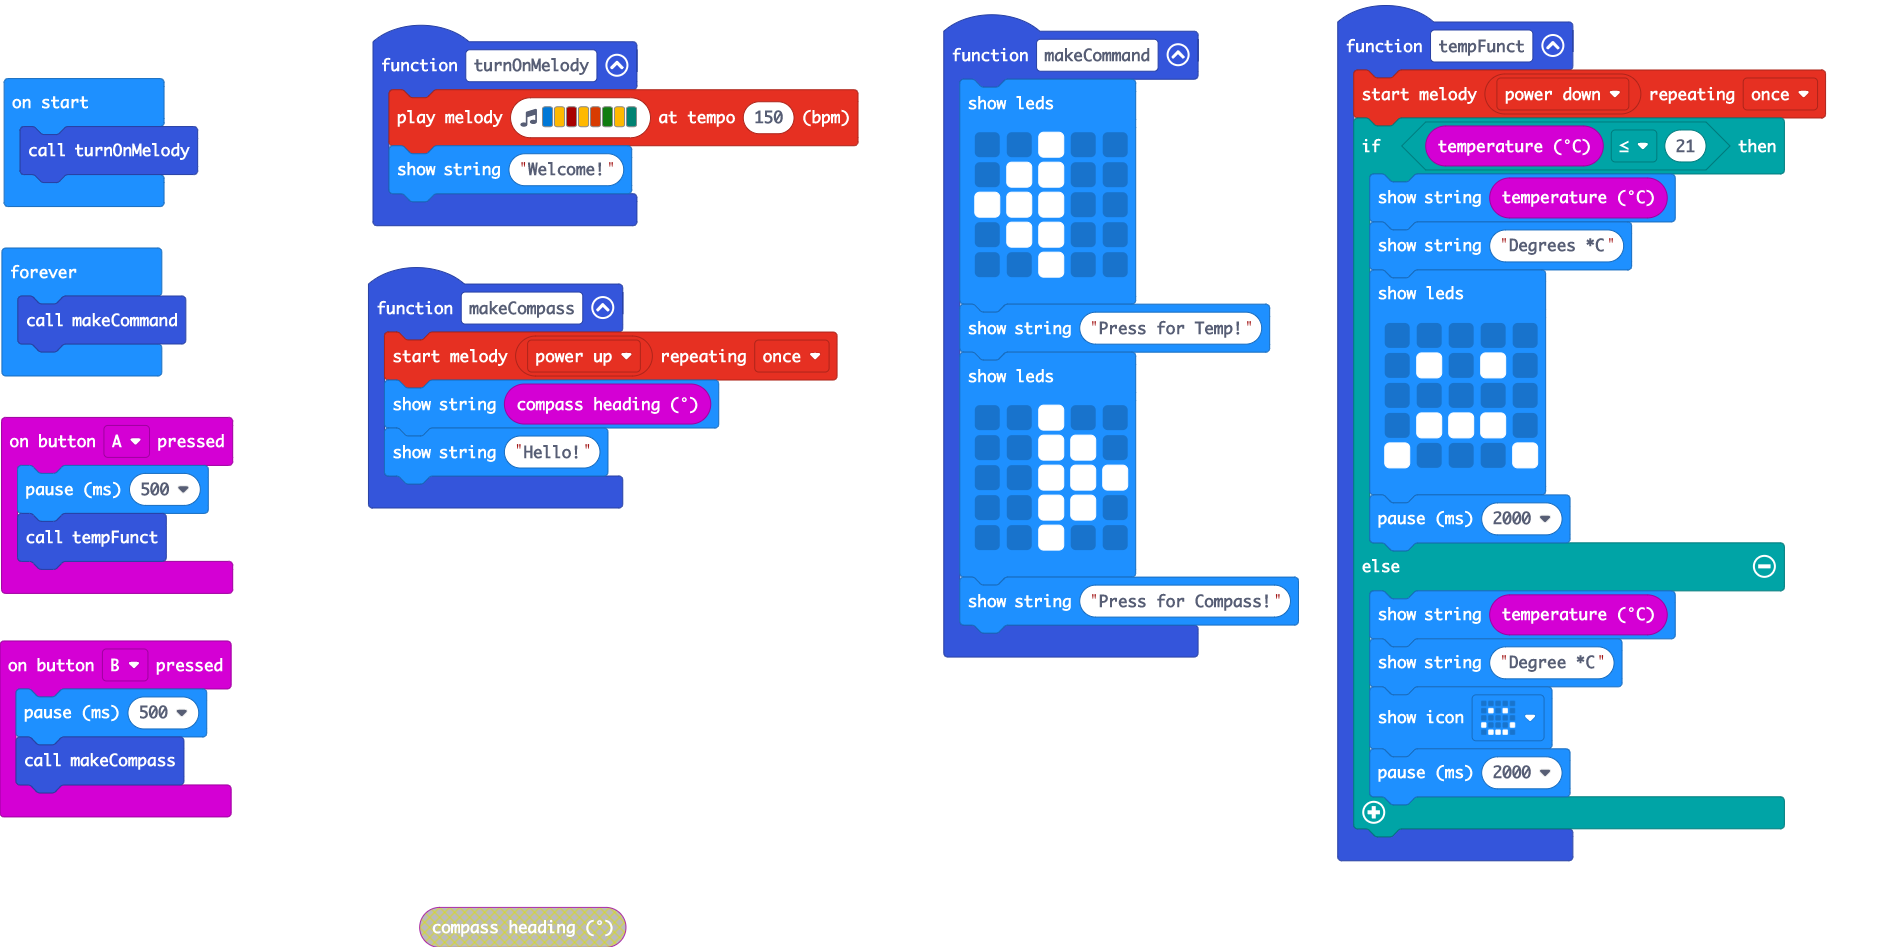 on start
call turnOnMelody
forever
call makeCommand
on button A pressed
pause (ms) 500
call tempFunct
on button B pressed
pause (ms) 500
call makeCompass
function turnOnMelody
play melody at tempo 150 (bpm)
show string "Welcome!"
function makeCompass
start melody power up repeating once
show string compass heading (°)
show string "Hello!"
compass heading (°)
function makeCommand
show leds
show string "Press for Temp!"
show leds
show string "Press for Compass!"
function tempFunct
start melody power down repeating once
if temperature (°C) ≤ 21 then
show string temperature (°C)
show string "Degrees *C"
show leds
pause (ms) 2000
else
show string temperature (°C)
show string "Degree *C"
show icon
pause (ms) 2000